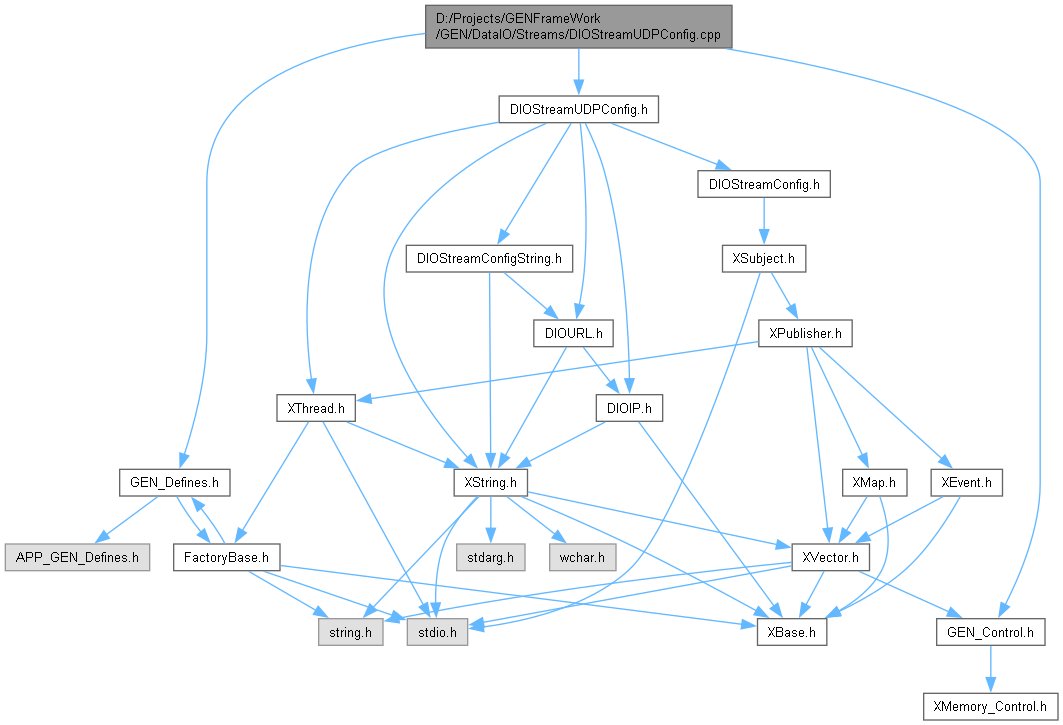 D:/Projects/GENFrameWork
/GEN/DataIO/Streams/DIOStreamUDPConfig.cpp
DIOStreamUDPConfig.h
DIOStreamConfig.h
DIOStreamConfigString.h
XSubject.h
DIOURL.h
XPublisher.h
XThread.h
DIOIP.h
GEN_Defines.h
XString.h
XMap.h
XEvent.h
APP_GEN_Defines.h
FactoryBase.h
stdarg.h
wchar.h
XVector.h
string.h
stdio.h
XBase.h
GEN_Control.h
XMemory_Control.h